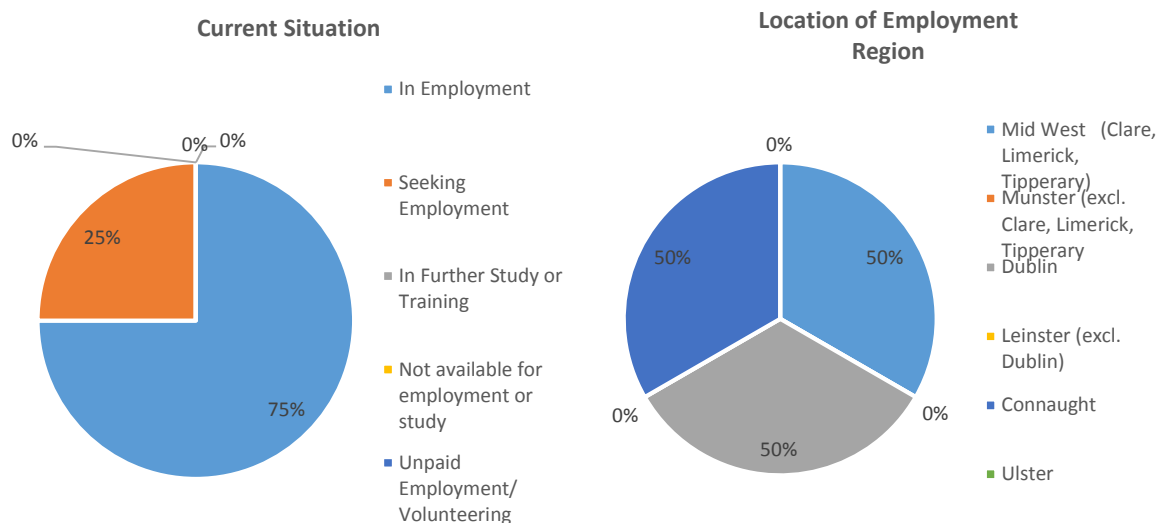 Current Situation
0%
0%
0%
25%
75%
In Employment
Seeking
Employment
In Further Study or
Training
Not available for
employment or
study
Unpaid
Employment/
Volunteering
Location of Employment
Region
0%
50%
50%
0%
0%
50%
Mid West (Clare,
Limerick,
Tipperary)
Munster (excl.
Clare, Limerick,
Tipperary
Dublin
Leinster (excl.
Dublin)
Connaught
Ulster